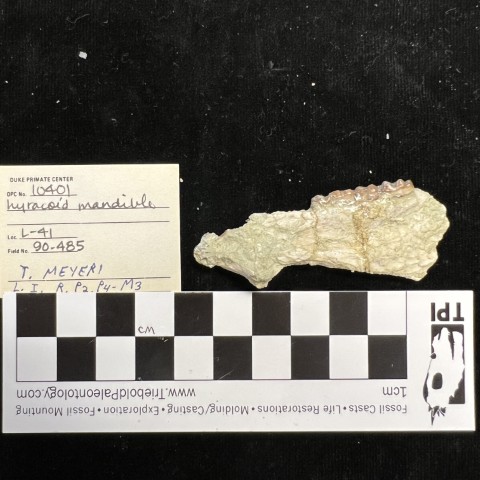 DUKE PRIMATE CENTER
DPC No. 10401
hyracoid mandible
Loc. L-41
Field No. 90-485
T. MEYERI
L. I, R. P2, P4-M3
TPI
CM
1cm
www.TrieboldPaleontology.com
Fossil Casts • Life Restorations • Molding/Casting • Exploration • Fossil Mounting